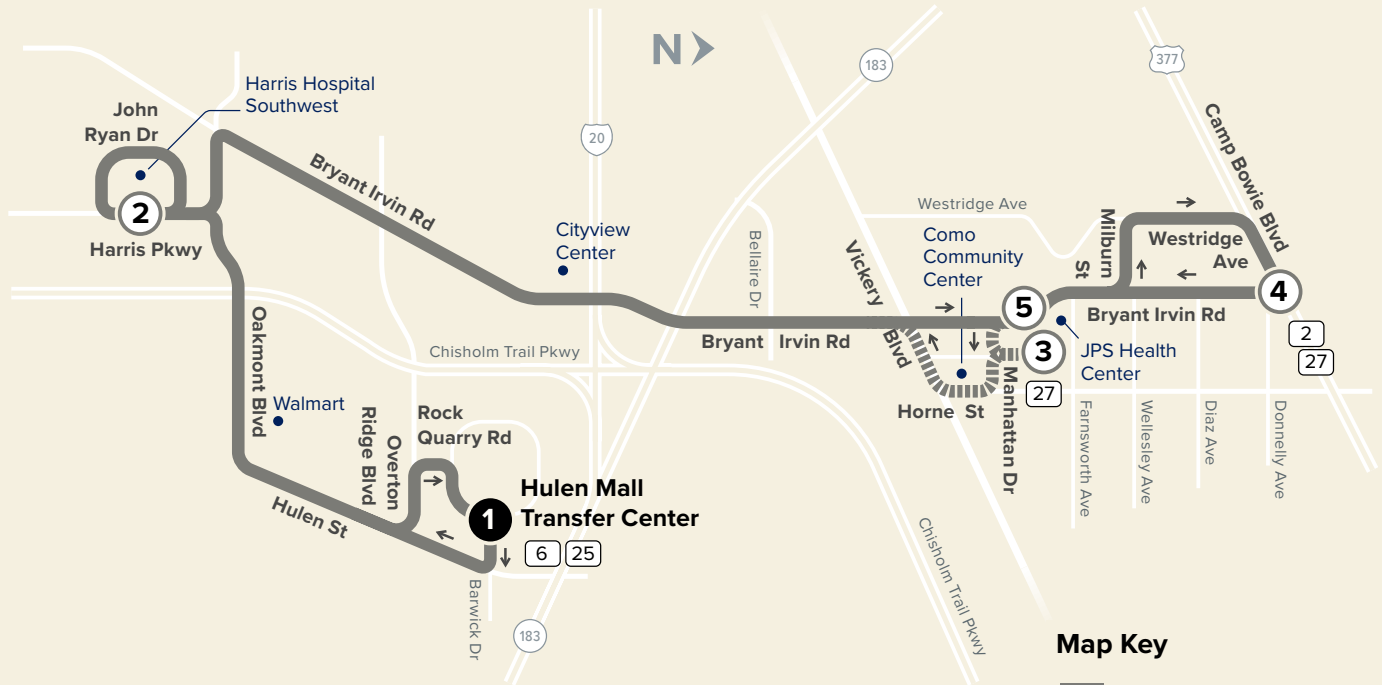 N
183
377
Harris Hospital
Southwest
John
Ryan Dr
20
Camp Bowie Blvd
Bryant Irvin Rd
Westridge Ave
Cityview
Center
Como
Community
Center
Bellaire Dr
Vickery
Blvd
Milburn
St
Westridge
Ave
2
Harris Pkwy
5
4
Bryant Irvin Rd
Bryant Irvin Rd
3
JPS Health
Center
2
27
27
Oakmont Blvd
Chisholm Trail Pkwy
Walmart
Horne St
Manhattan Dr
Farnsworth Ave
Wellesley Ave
Diaz Ave
Donnelly Ave
Rock
Quarry Rd
Overton
Ridge Blvd
Hulen St
1
Hulen Mall
Transfer Center
6
25
Barwick Dr
183
Chisholm Trail Pkwy
Map Key